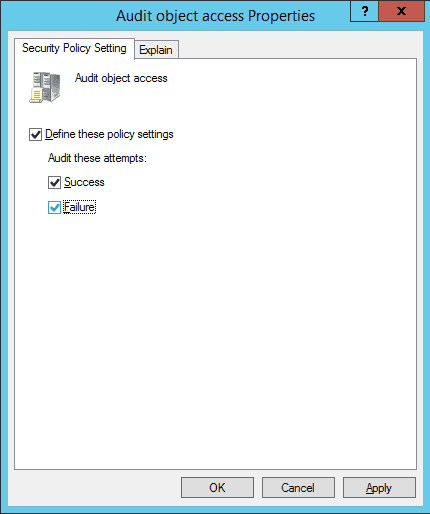 Audit object access Properties
?
x
Security Policy Setting
Explain
Audit object access
Define these policy settings
Audit these attempts:
Success
Failure
OK
Cancel
Apply